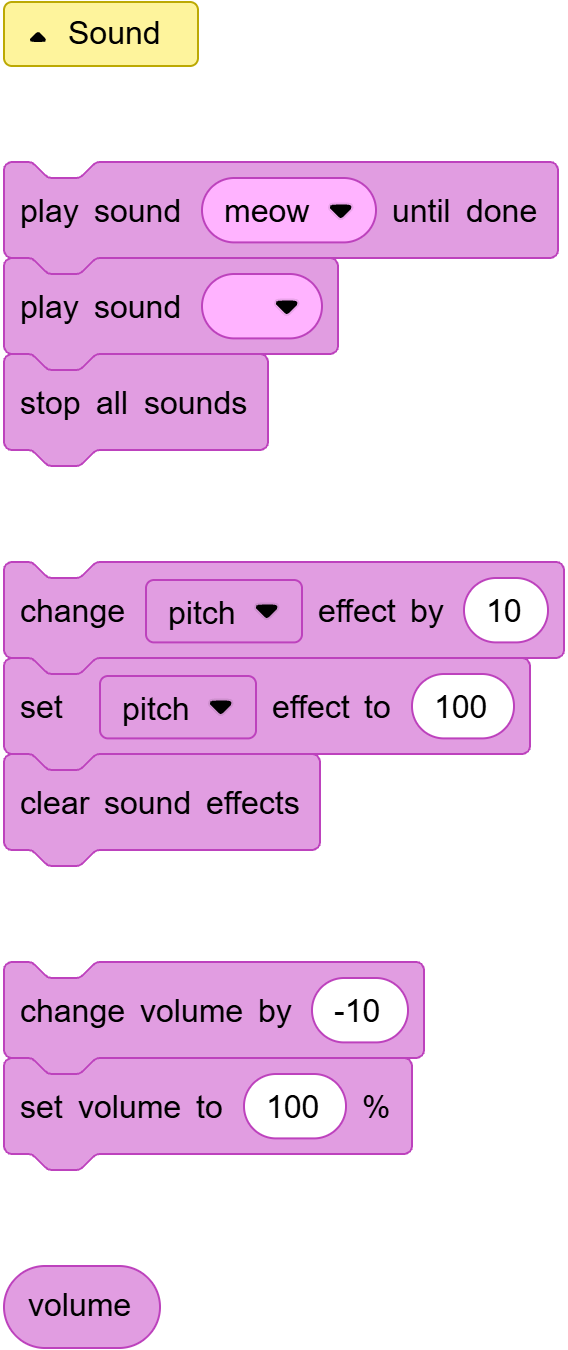 Sound
play sound meow until done
play sound
stop all sounds
change pitch effect by 10
set pitch effect to 100
clear sound effects
change volume by -10
set volume to 100 %
volume